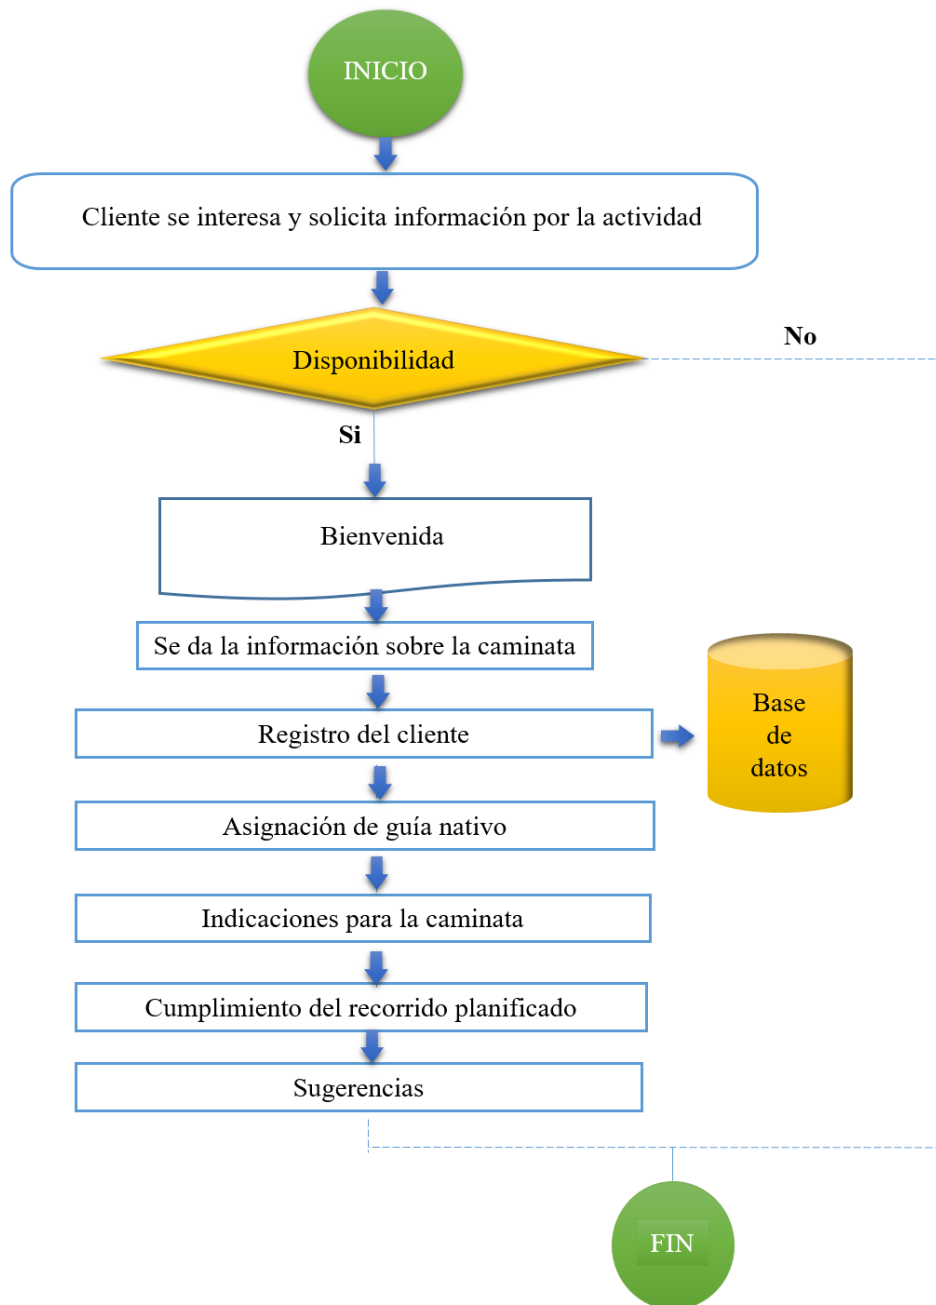 INICIO
Cliente se interesa y solicita información por la actividad
Disponibilidad
No
Si
Bienvenida
Se da la información sobre la caminata
Registro del cliente
Base
de
datos
Asignación de guía nativo
Indicaciones para la caminata
Cumplimiento del recorrido planificado
Sugerencias
FIN